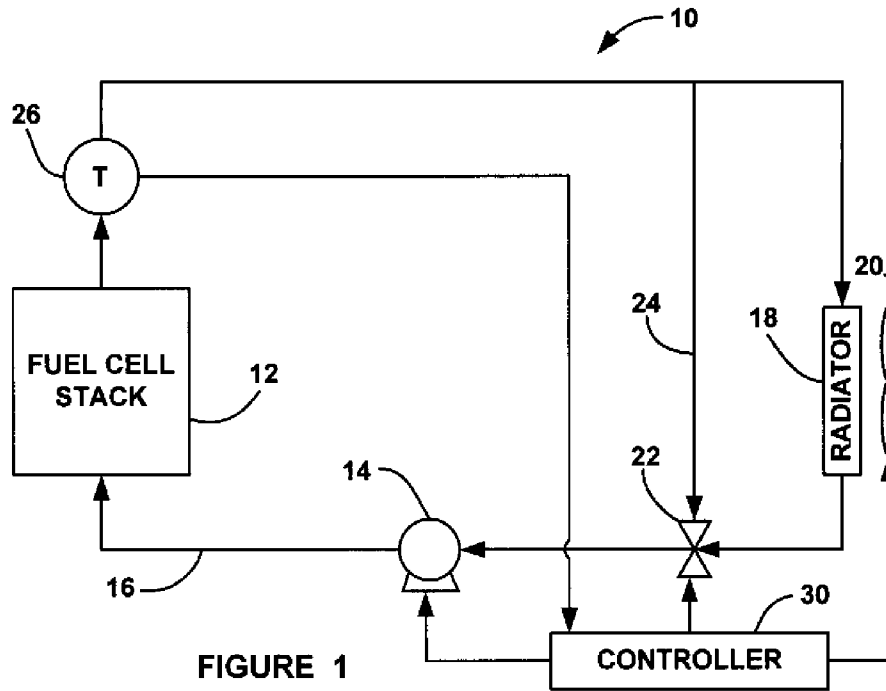 10
26
T
20
24
18
RADIATOR
FUEL CELL
STACK
12
14
22
16
30
CONTROLLER
FIGURE 1